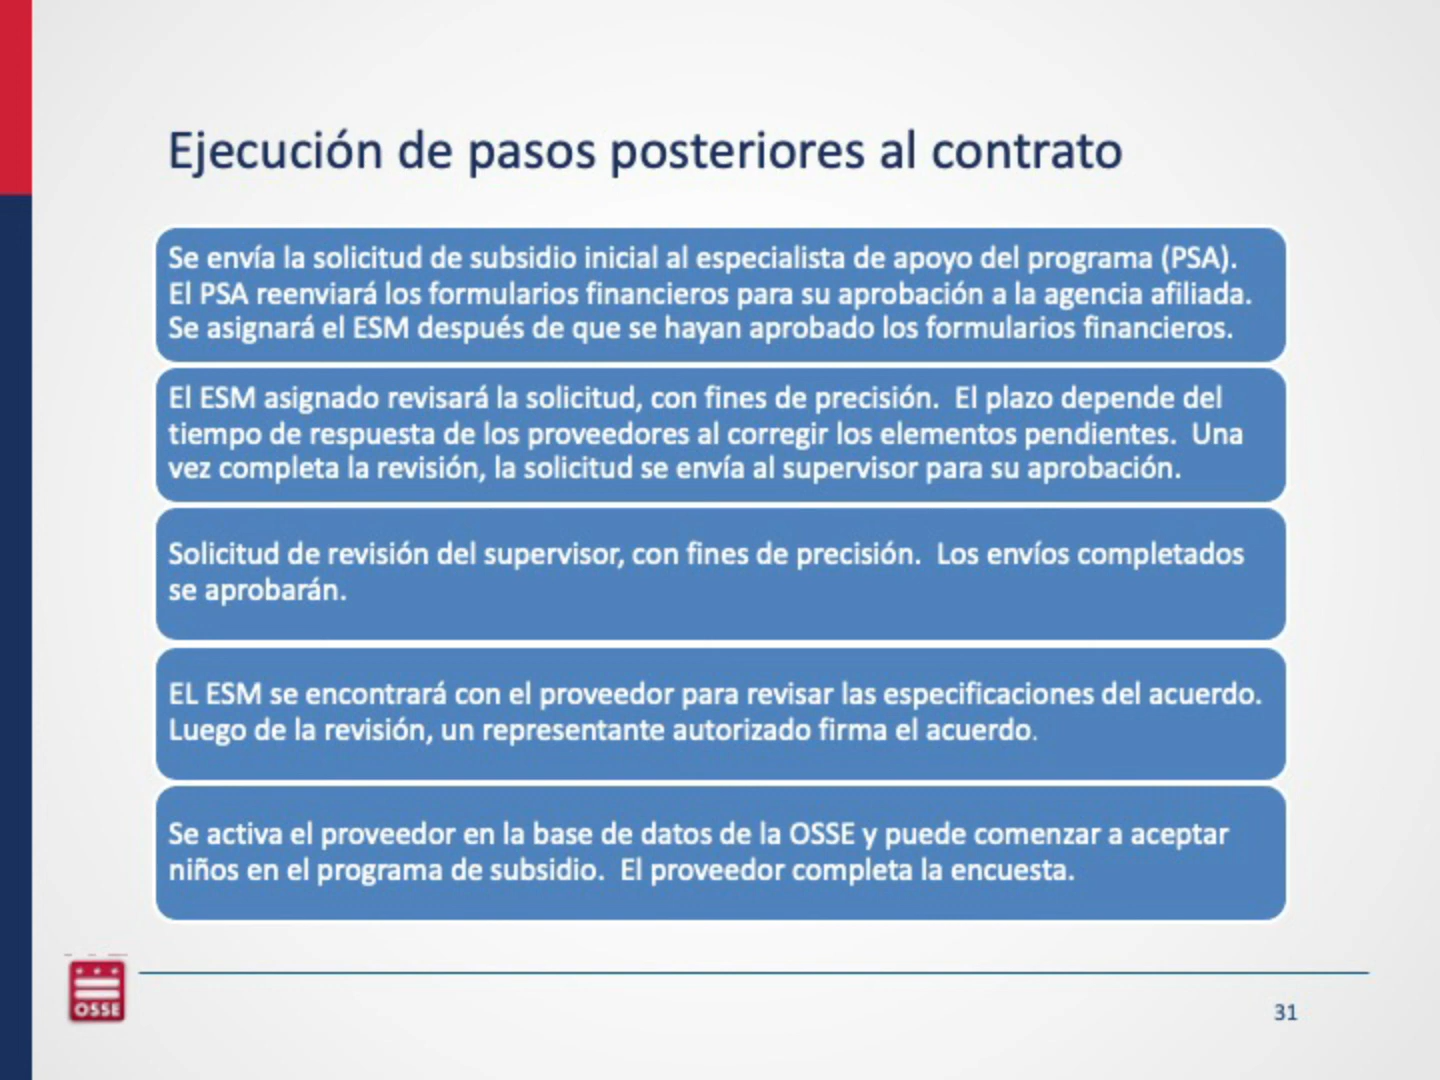 Ejecución de pasos posteriores al contrato
Se envía la solicitud de subsidio inicial al especialista de apoyo del programa (PSA).
El PSA reenviará los formularios financieros para su aprobación a la agencia afiliada.
Se asignará el ESM después de que se hayan aprobado los formularios financieros.
El ESM asignado revisará la solicitud, con fines de precisión.  El plazo depende del
tiempo de respuesta de los proveedores al corregir los elementos pendientes.  Una
vez completa la revisión, la solicitud se envía al supervisor para su aprobación.
Solicitud de revisión del supervisor, con fines de precisión.  Los envíos completados
se aprobarán.
EL ESM se encontrará con el proveedor para revisar las especificaciones del acuerdo.
Luego de la revisión, un representante autorizado firma el acuerdo.
Se activa el proveedor en la base de datos de la OSSE y puede comenzar a aceptar
niños en el programa de subsidio.  El proveedor completa la encuesta.
OSSE
31